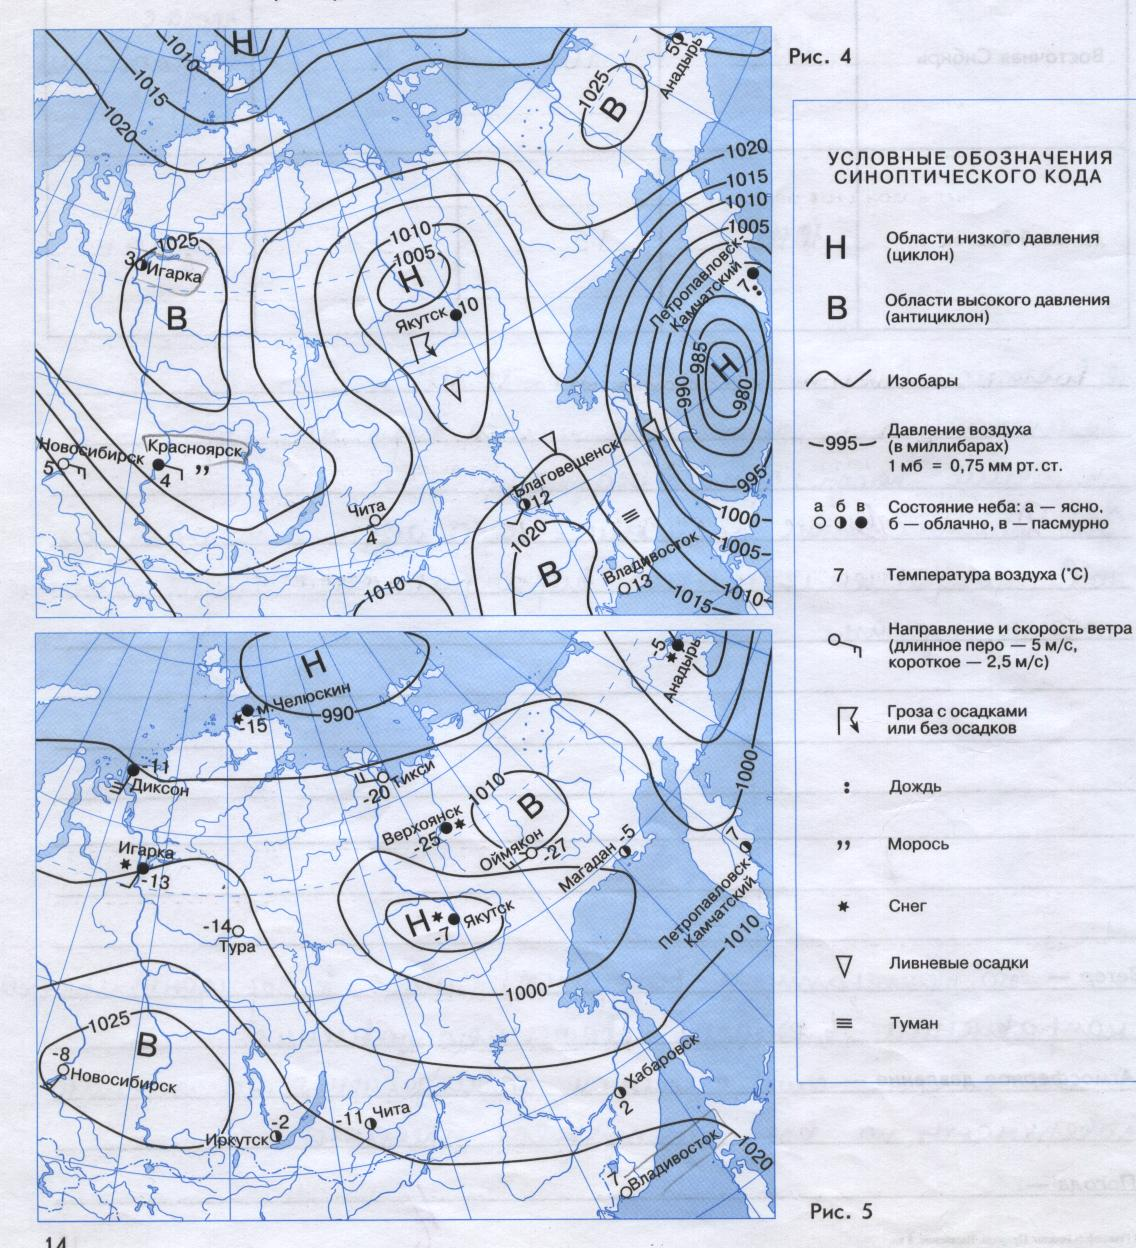 Рис. 4
Н
1010
1015
1020
1025
В
5
Анадырь
1020
1015
1010
1005
1025
3
Игарка
В
1010
1005
Н
Якутск
10
Петропавловск-
Камчатский
7
Н
985
990
980
995
1000
1005
1010
1015
Новосибирск
5
Красноярск
4
Чита
4
Благовещенск
12
1020
В
Владивосток
13
1010
УСЛОВНЫЕ ОБОЗНАЧЕНИЯ
СИНОПТИЧЕСКОГО КОДА
Н Области низкого давления
(циклон)
В Области высокого давления
(антициклон)
Изобары
995 Давление воздуха
(в миллибарах)
1 мб = 0,75 мм рт. ст.
а б в Состояние неба: а — ясно,
б — облачно, в — пасмурно
7 Температура воздуха (°С)
Направление и скорость ветра
(длинное перо — 5 м/с,
короткое — 2,5 м/с)
Гроза с осадками
или без осадков
Дождь
Морось
Снег
Ливневые осадки
Туман
Н
м.Челюскин
-15
990
-5
Анадырь
1000
-11
Диксон
Тикси
-20
1010
В
Верхоянск
-25
Оймякон
-27
Магадан
-5
7
Петропавловск-
Камчатский
1010
Игарка
-13
-14
Тура
Н
Якутск
-7
1000
1025
В
-8
Новосибирск
Иркутск
-2
-11
Чита
Хабаровск
2
7
Владивосток
1020
Рис. 5
14